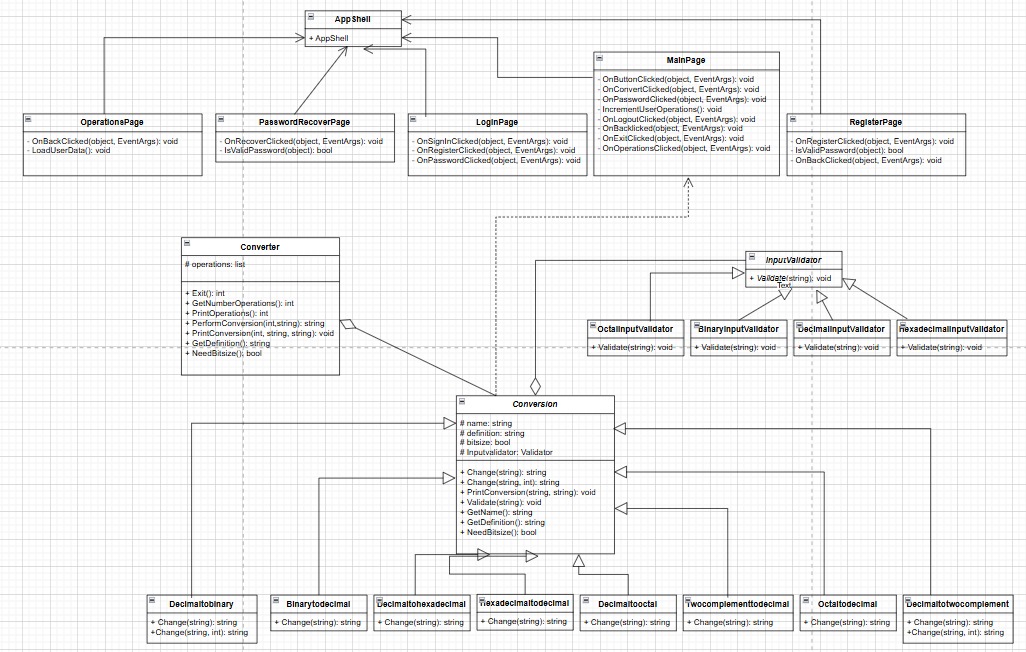 AppShell
+ AppShell
MainPage
- OnButtonClicked(object, EventArgs): void
- OnConvertClicked(object, EventArgs): void
- OnPasswordClicked(object, EventArgs): void
- IncrementUserOperations(): void
- OnLogoutClicked(object, EventArgs): void
- OnBacklicked(object, EventArgs): void
- OnExitClicked(object, EventArgs): void
- OnOperationsClicked(object, EventArgs): void
OperationsPage
- OnBackClicked(object, EventArgs): void
- LoadUserData(): void
PasswordRecoverPage
- OnRecoverClicked(object, EventArgs): void
- IsValidPassword(object): bool
LogInPage
- OnSignInClicked(object, EventArgs): void
- OnRegisterClicked(object, EventArgs): void
- OnPasswordClicked(object, EventArgs): void
RegisterPage
- OnRegisterClicked(object, EventArgs): void
- IsValidPassword(object): bool
- OnBackClicked(object, EventArgs): void
Converter
# operations: list
+ Exit(): int
+ GetNumberOperations(): int
+ PrintOperations(): int
+ PerformConversion(int,string): string
+ PrintConversion(int, string, string): void
+ GetDefinition(): string
+ NeedBitsize(), bool
InputValidator
+ Validate(string): void
Text
OctalInputValidator
+ Validate(string): void
BinaryInputValidator
+ Validate(string): void
DecimalInputValidator
+ Validate(string): void
HexadecimalInputValidator
+ Validate(string): void
Conversion
# name: string
# definition: string
# bitsize: bool
# Inputvalidator: Validator
+ Change(string): string
+ Change(string, int): string
+ PrintConversion(string, string): void
+ Validate(string): void
+ GetName(): string
+ GetDefinition(): string
+ NeedBitsize(): bool
Decimaltobinary
+ Change(string): string
+Change(string, int): string
Binarytodecimal
+ Change(string): string
Decimaltohexadecimal
+ Change(string): string
Hexadecimaltodecimal
+ Change(string): string
Decimaltooctal
+ Change(string): string
Twocomplementtodecimal
+ Change(string): string
Octaltodecimal
+ Change(string): string
Decimaltotwocomplement
+ Change(string): string
+Change(string, int): string